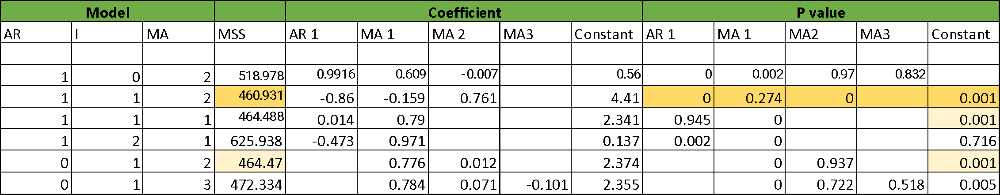 Model Coefficient P value
AR I MA MSS AR 1 MA 1 MA 2 MA3 Constant AR 1 MA 1 MA2 MA3 Constant
1 0 2 518.978 0.9916 0.609 -0.007 0.56 0 0.002 0.97 0.832
1 1 2 460.931 -0.86 -0.159 0.761 4.41 0 0.274 0 0.001
1 1 1 464.488 0.014 0.79 2.341 0.945 0 0.001
1 2 1 625.938 -0.473 0.971 0.137 0.002 0 0.716
0 1 2 464.47 0.776 0.012 2.374 0 0.937 0.001
0 1 3 472.334 0.784 0.071 -0.101 2.355 0 0.722 0.518 0.005